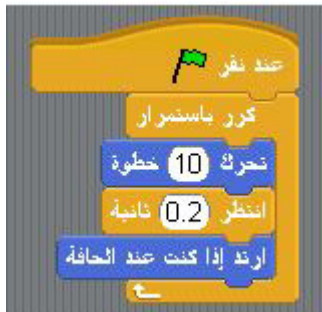 عند نقر
كرر باستمرار
تحرك 10 خطوة
انتظر 0.2 ثانية
ارتد إذا كنت عند الحافة